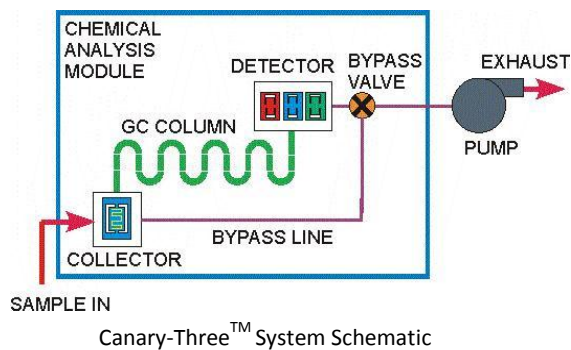 CHEMICAL
ANALYSIS
MODULE
DETECTOR
BYPASS
VALVE
EXHAUST
GC COLUMN
PUMP
BYPASS LINE
COLLECTOR
SAMPLE IN
Canary-Three™ System Schematic